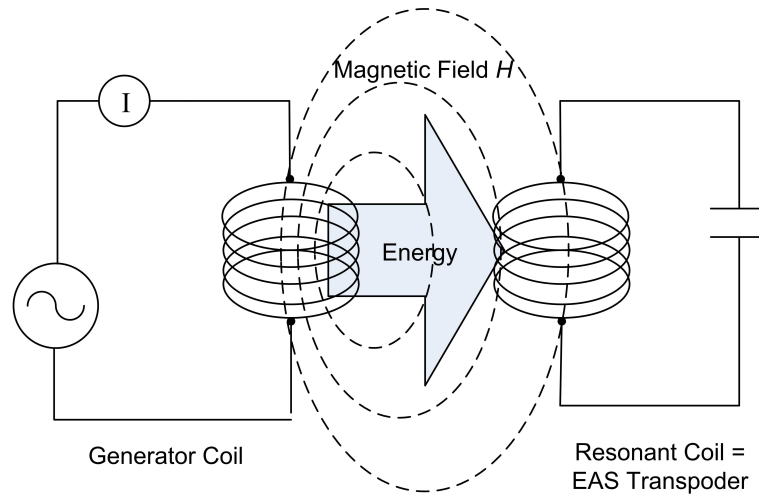 Magnetic Field H
I
Energy
Generator Coil
Resonant Coil =
EAS Transpoder